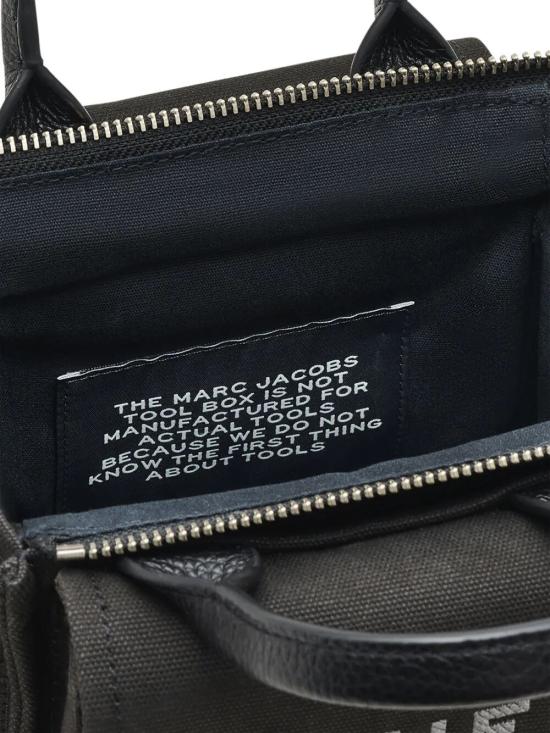 THE MARC JACOBS
TOOL BOX IS NOT
MANUFACTURED FOR
ACTUAL TOOLS
BECAUSE WE DO NOT
KNOW THE FIRST THING
ABOUT TOOLS